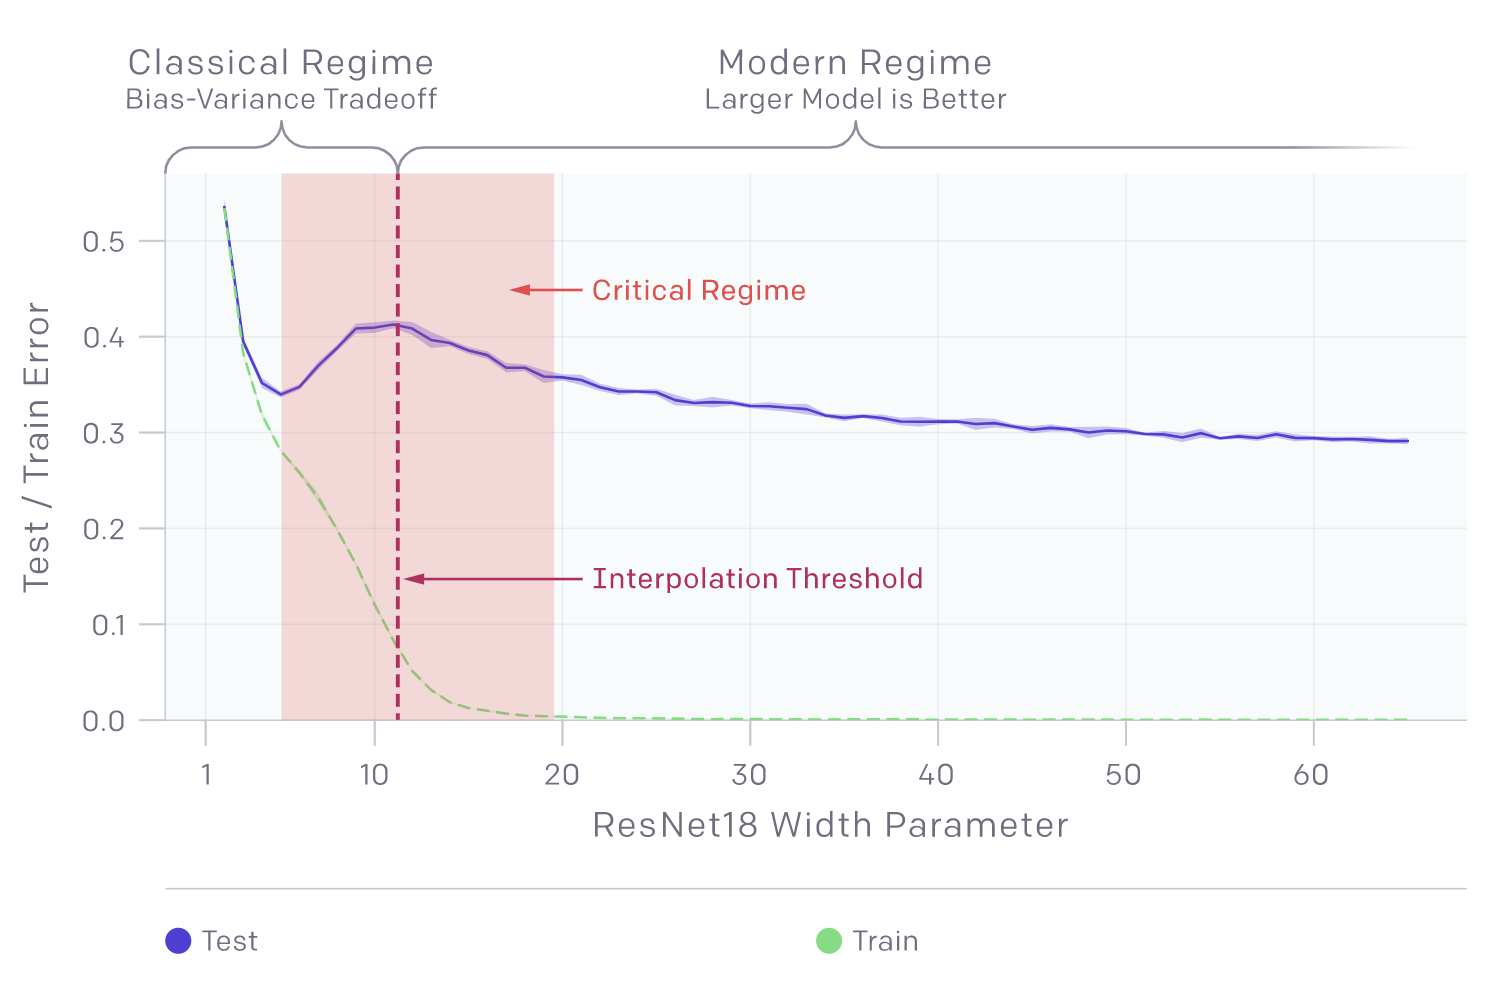 Classical Regime
Bias-Variance Tradeoff
Modern Regime
Larger Model is Better
Test / Train Error
0.5
0.4
0.3
0.2
0.1
0.0
Critical Regime
Interpolation Threshold
1 10 20 30 40 50 60
ResNet18 Width Parameter
Test
Train